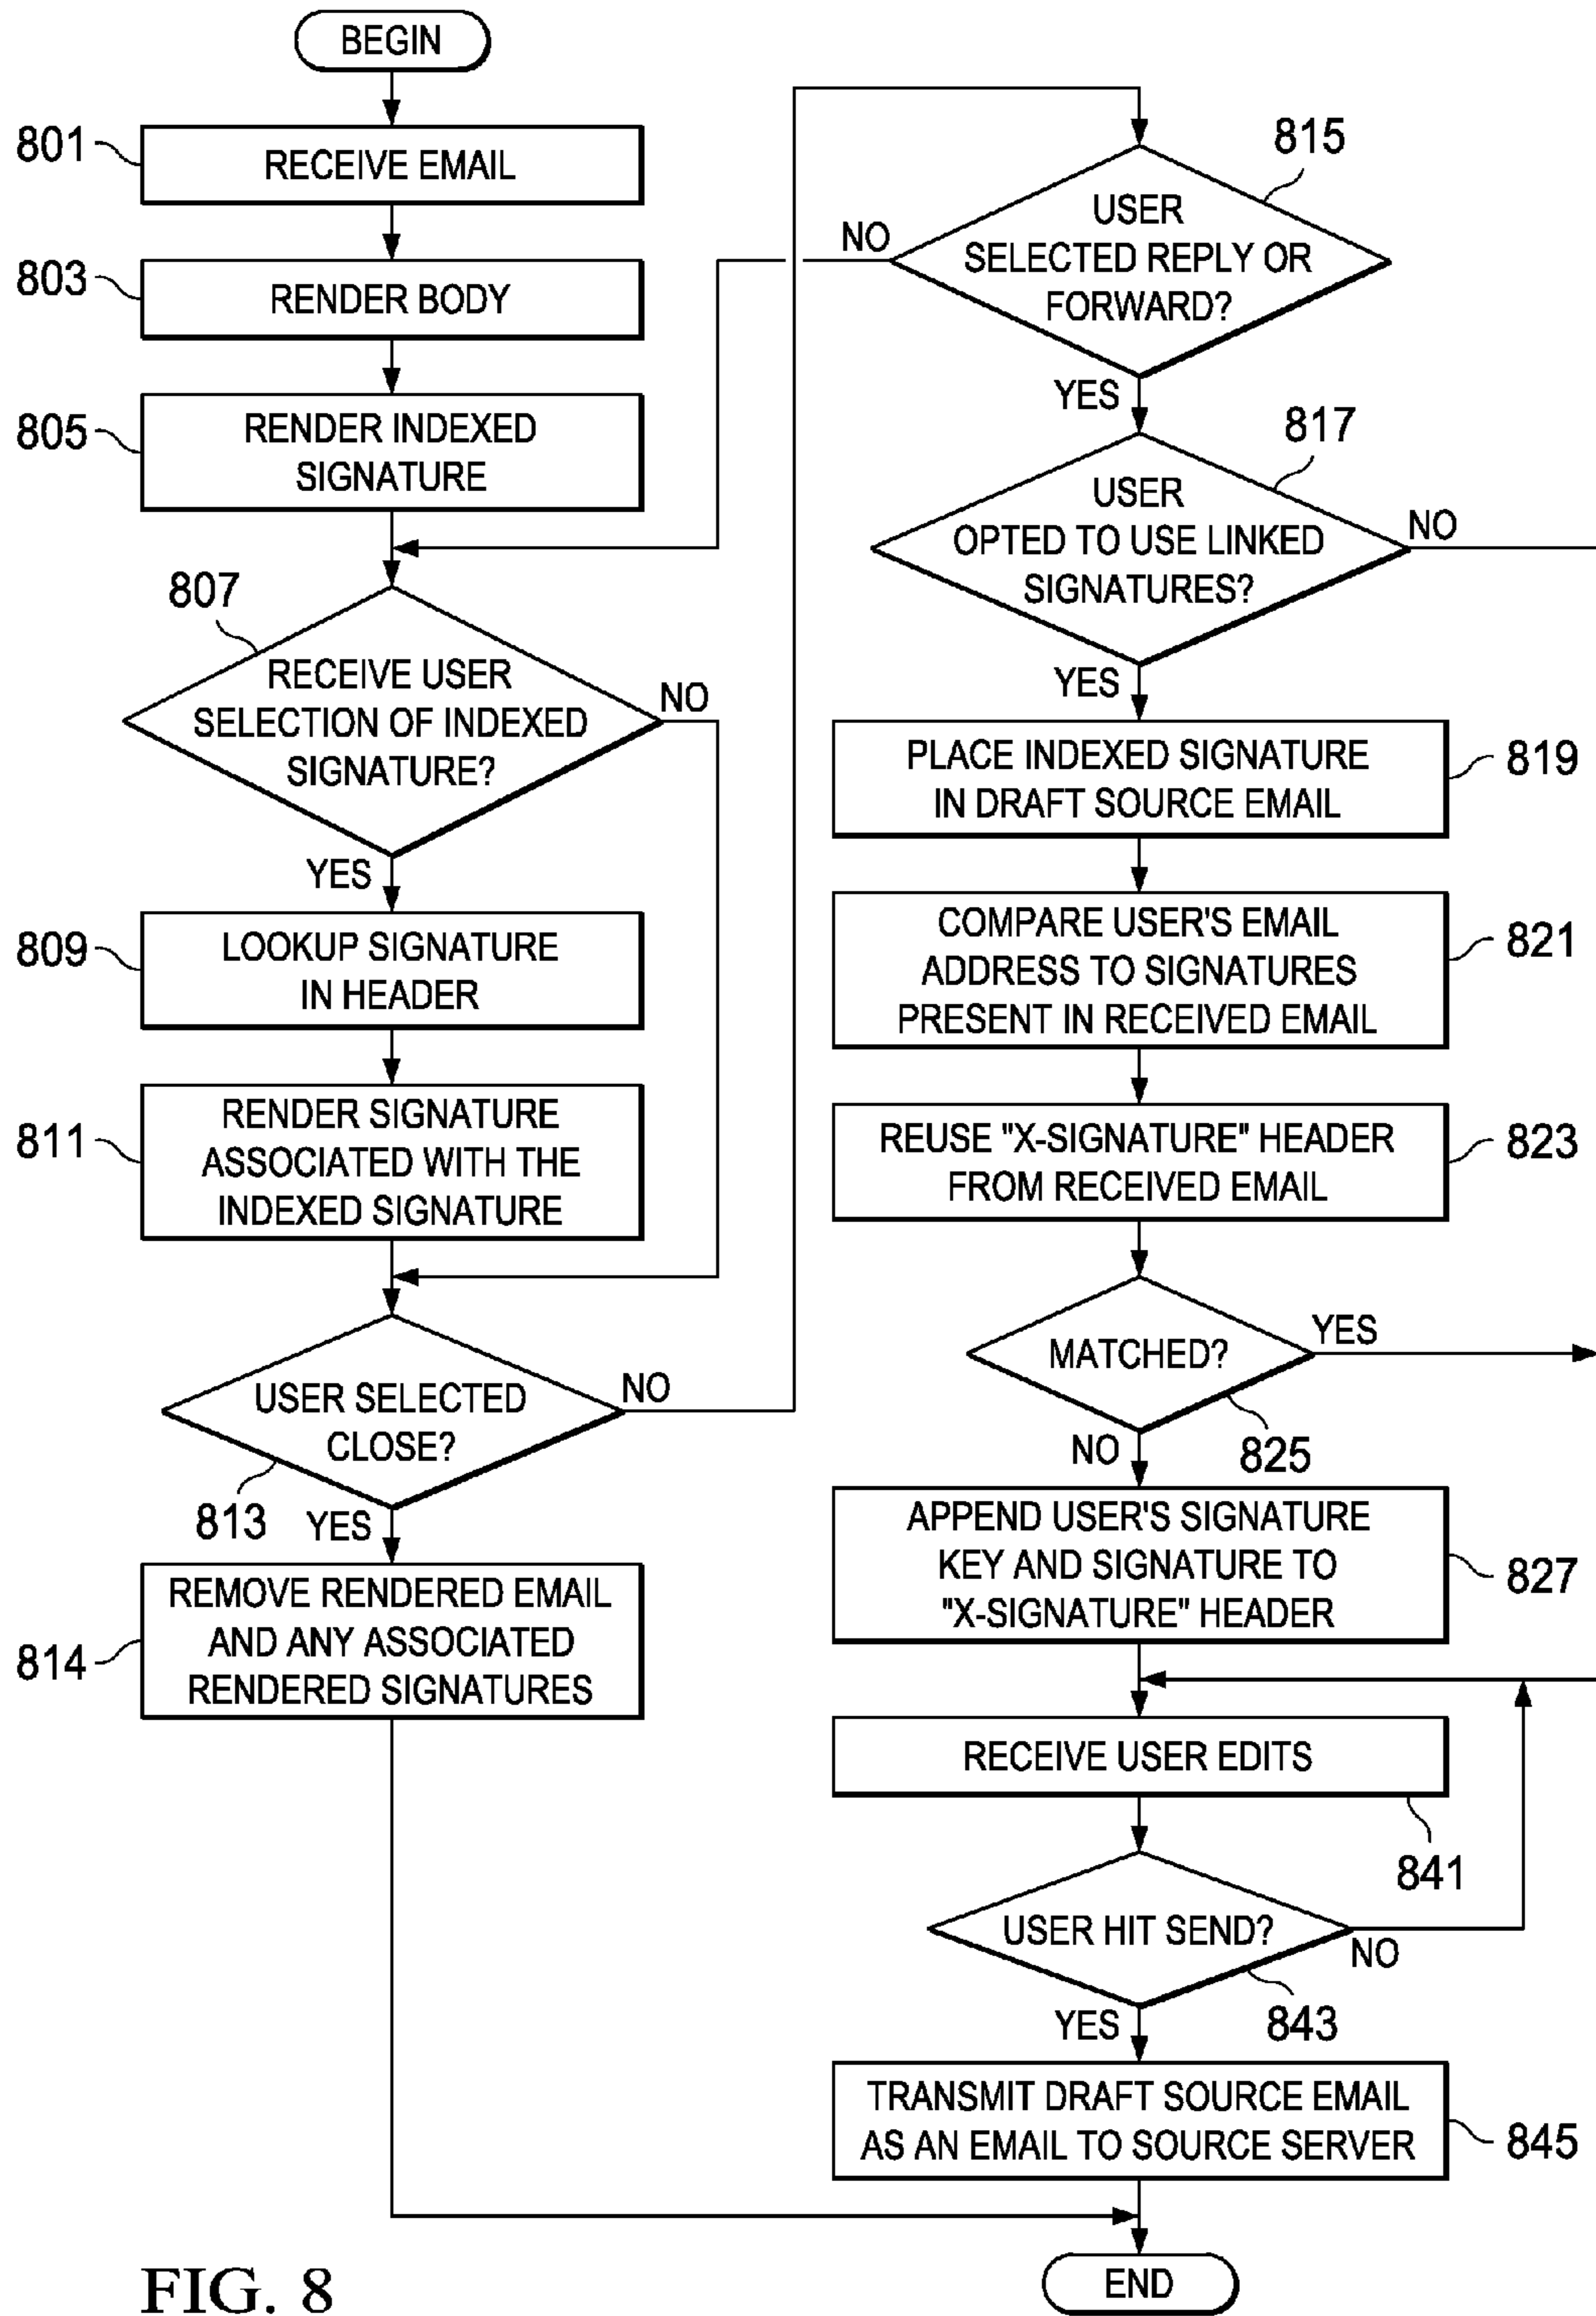 BEGIN
801
RECEIVE EMAIL
803
RENDER BODY
805
RENDER INDEXED
SIGNATURE
807
RECEIVE USER
SELECTION OF INDEXED
SIGNATURE?
NO
YES
809
LOOKUP SIGNATURE
IN HEADER
811
RENDER SIGNATURE
ASSOCIATED WITH THE
INDEXED SIGNATURE
USER SELECTED
CLOSE?
NO
813
YES
814
REMOVE RENDERED EMAIL
AND ANY ASSOCIATED
RENDERED SIGNATURES
815
USER
SELECTED REPLY OR
FORWARD?
NO
YES
817
USER
OPTED TO USE LINKED
SIGNATURES?
NO
YES
PLACE INDEXED SIGNATURE
IN DRAFT SOURCE EMAIL
819
COMPARE USER'S EMAIL
ADDRESS TO SIGNATURES
PRESENT IN RECEIVED EMAIL
821
REUSE "X-SIGNATURE" HEADER
FROM RECEIVED EMAIL
823
MATCHED?
YES
825
NO
APPEND USER'S SIGNATURE
KEY AND SIGNATURE TO
"X-SIGNATURE" HEADER
827
RECEIVE USER EDITS
841
USER HIT SEND?
NO
843
YES
TRANSMIT DRAFT SOURCE EMAIL
AS AN EMAIL TO SOURCE SERVER
845
END
FIG. 8